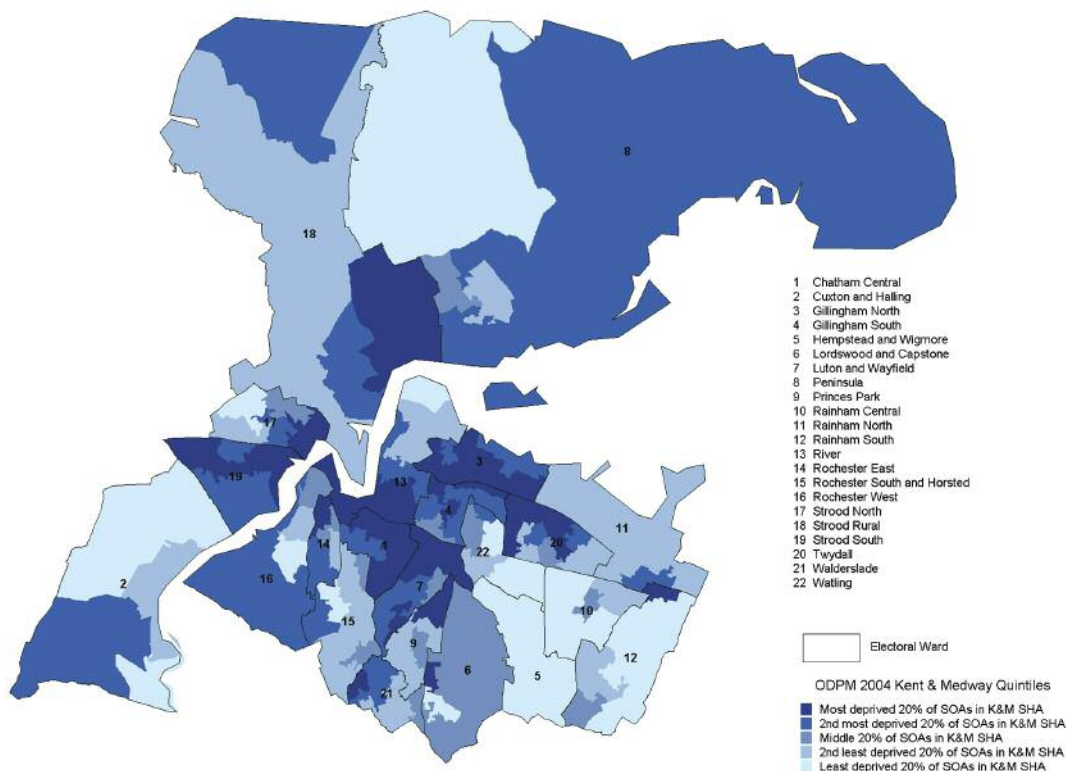 8
18
1 Chatham Central
2 Cuxton and Halling
3 Gillingham North
4 Gillingham South
5 Hempstead and Wigmore
6 Lordswood and Capstone
7 Luton and Wayfield
8 Peninsula
9 Princes Park
10 Rainham Central
11 Rainham North
12 Rainham South
13 River
14 Rochester East
15 Rochester South and Horsted
16 Rochester West
17 Strood North
18 Strood Rural
19 Strood South
20 Twydall
21 Walderslade
22 Watling
17
3
19
13
4
11
20
14
1
22
2
16
7
10
15
9
12
6
5
21
Electoral Ward
ODPM 2004 Kent & Medway Quintiles
Most deprived 20% of SOAs in K&M SHA
2nd most deprived 20% of SOAs in K&M SHA
Middle 20% of SOAs in K&M SHA
2nd least deprived 20% of SOAs in K&M SHA
Least deprived 20% of SOAs in K&M SHA